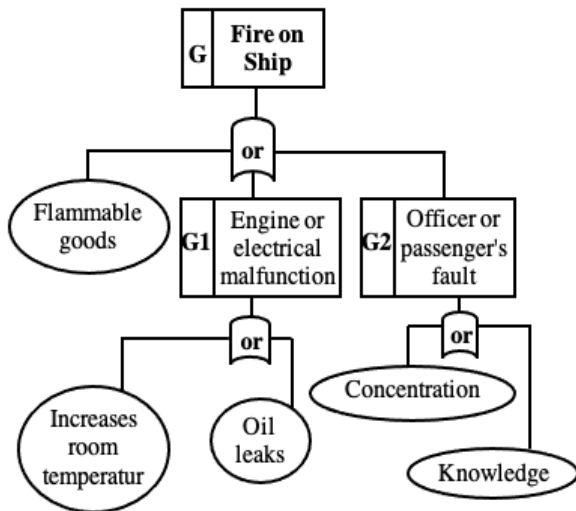 G
Fire on
Ship
or
Flammable
goods
G1
Engine or
electrical
malfunction
G2
Officer or
passenger's
fault
or
or
Increases
room
temperatur
Oil
leaks
Concentration
Knowledge